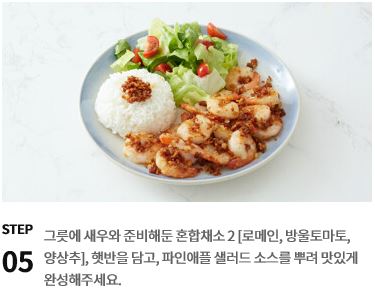 STEP
05
그릇에 새우와 준비해둔 혼합채소 2 [로메인, 방울토마토,
양상추], 햇반을 담고, 파인애플 샐러드 소스를 뿌려 맛있게
완성해주세요.